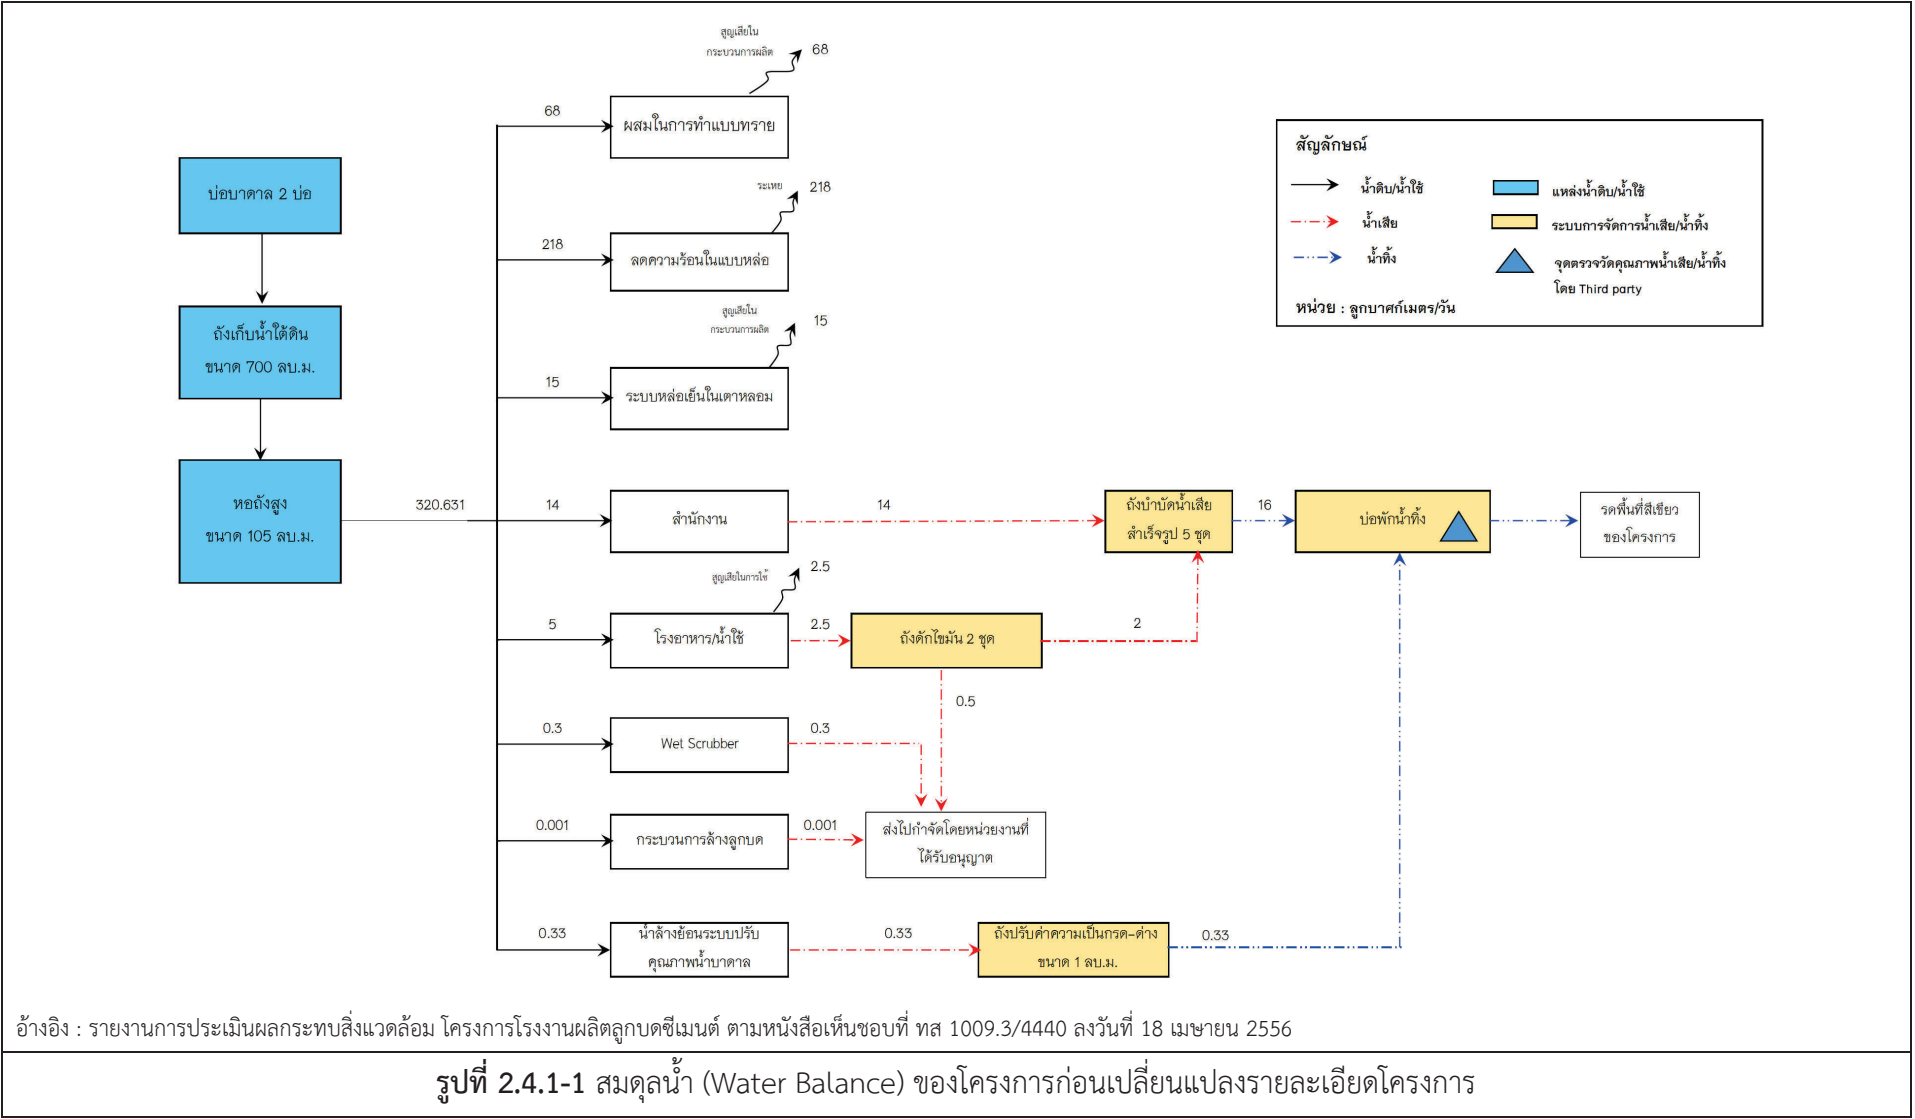 สูญเสียใน
กระบวนการผลิต
68
68
ผสมในการทำแบบทราย
บ่อบาดาล 2 บ่อ
ระเหย
218
218
ลดความร้อนในแบบหล่อ
ถังเก็บน้ำใต้ดิน
ขนาด 700 ลบ.ม.
สูญเสียใน
กระบวนการผลิต
15
15
ระบบหล่อเย็นในเตาหลอม
หอถังสูง
ขนาด 105 ลบ.ม.
320.631
14
สำนักงาน
14
ถังบำบัดน้ำเสีย
สำเร็จรูป 5 ชุด
16
บ่อพักน้ำทิ้ง
รดพื้นที่สีเขียว
ของโครงการ
สูญเสียในการใช้
2.5
5
โรงอาหาร/น้ำใช้
2.5
ถังดักไขมัน 2 ชุด
2
0.5
0.3
Wet Scrubber
0.3
0.001
กระบวนการล้างลูกบด
0.001
ส่งไปกำจัดโดยหน่วยงานที่
ได้รับอนุญาต
0.33
น้ำล้างย้อนระบบปรับ
คุณภาพน้ำบาดาล
0.33
ถังปรับค่าความเป็นกรด-ด่าง
ขนาด 1 ลบ.ม.
0.33
สัญลักษณ์
น้ำดิบ/น้ำใช้
แหล่งน้ำดิบ/น้ำใช้
น้ำเสีย
ระบบการจัดการน้ำเสีย/น้ำทิ้ง
น้ำทิ้ง
จุดตรวจวัดคุณภาพน้ำเสีย/น้ำทิ้ง
โดย Third party
หน่วย : ลูกบาศก์เมตร/วัน
อ้างอิง : รายงานการประเมินผลกระทบสิ่งแวดล้อม โครงการโรงงานผลิตลูกบดซีเมนต์ ตามหนังสือเห็นชอบที่ ทส 1009.3/4440 ลงวันที่ 18 เมษายน 2556
รูปที่ 2.4.1-1 สมดุลน้ำ (Water Balance) ของโครงการก่อนเปลี่ยนแปลงรายละเอียดโครงการ